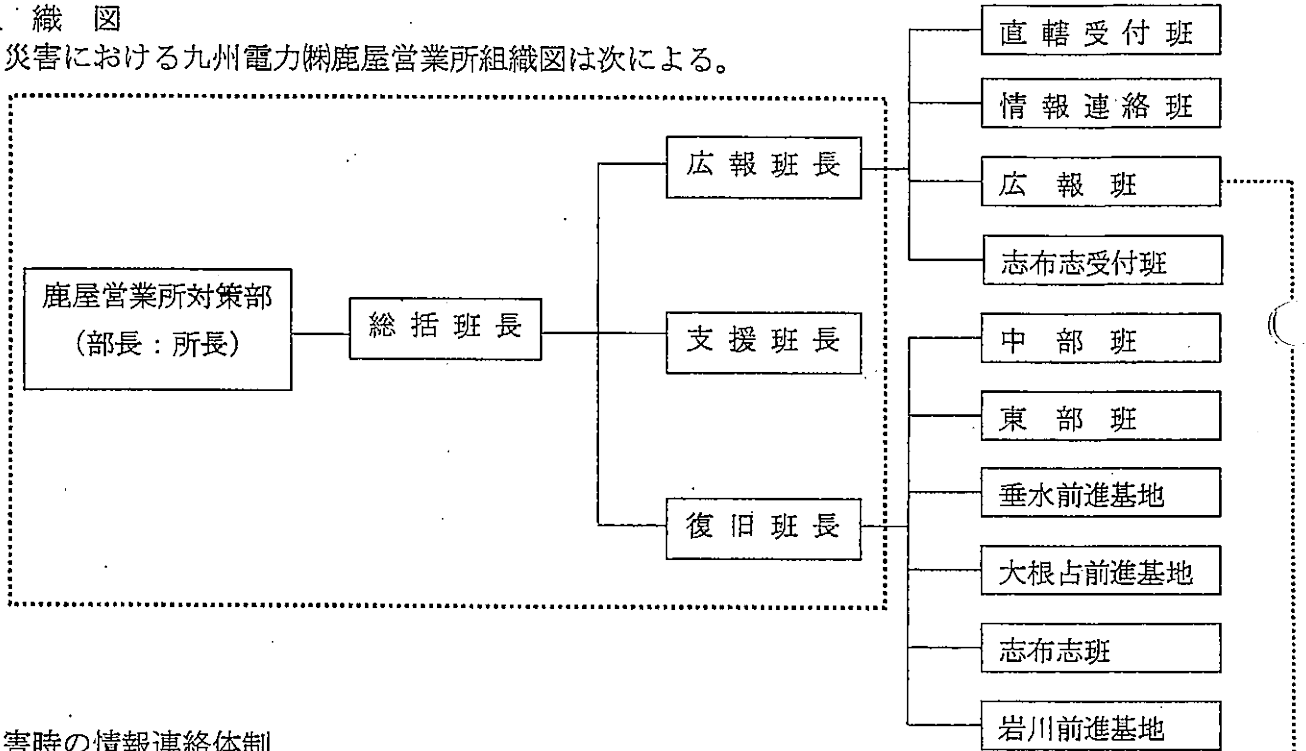 織 図
災害における九州電力㈱鹿屋営業所組織図は次による。
鹿屋営業所対策部
(部長：所長)
総 括 班 長
広 報 班 長
支 援 班 長
復 旧 班 長
直 轄 受 付 班
情 報 連 絡 班
広 報 班
志布志受付班
中 部 班
東 部 班
垂水前進基地
大根占前進基地
志布志班
岩川前進基地
害時の情報連絡体制